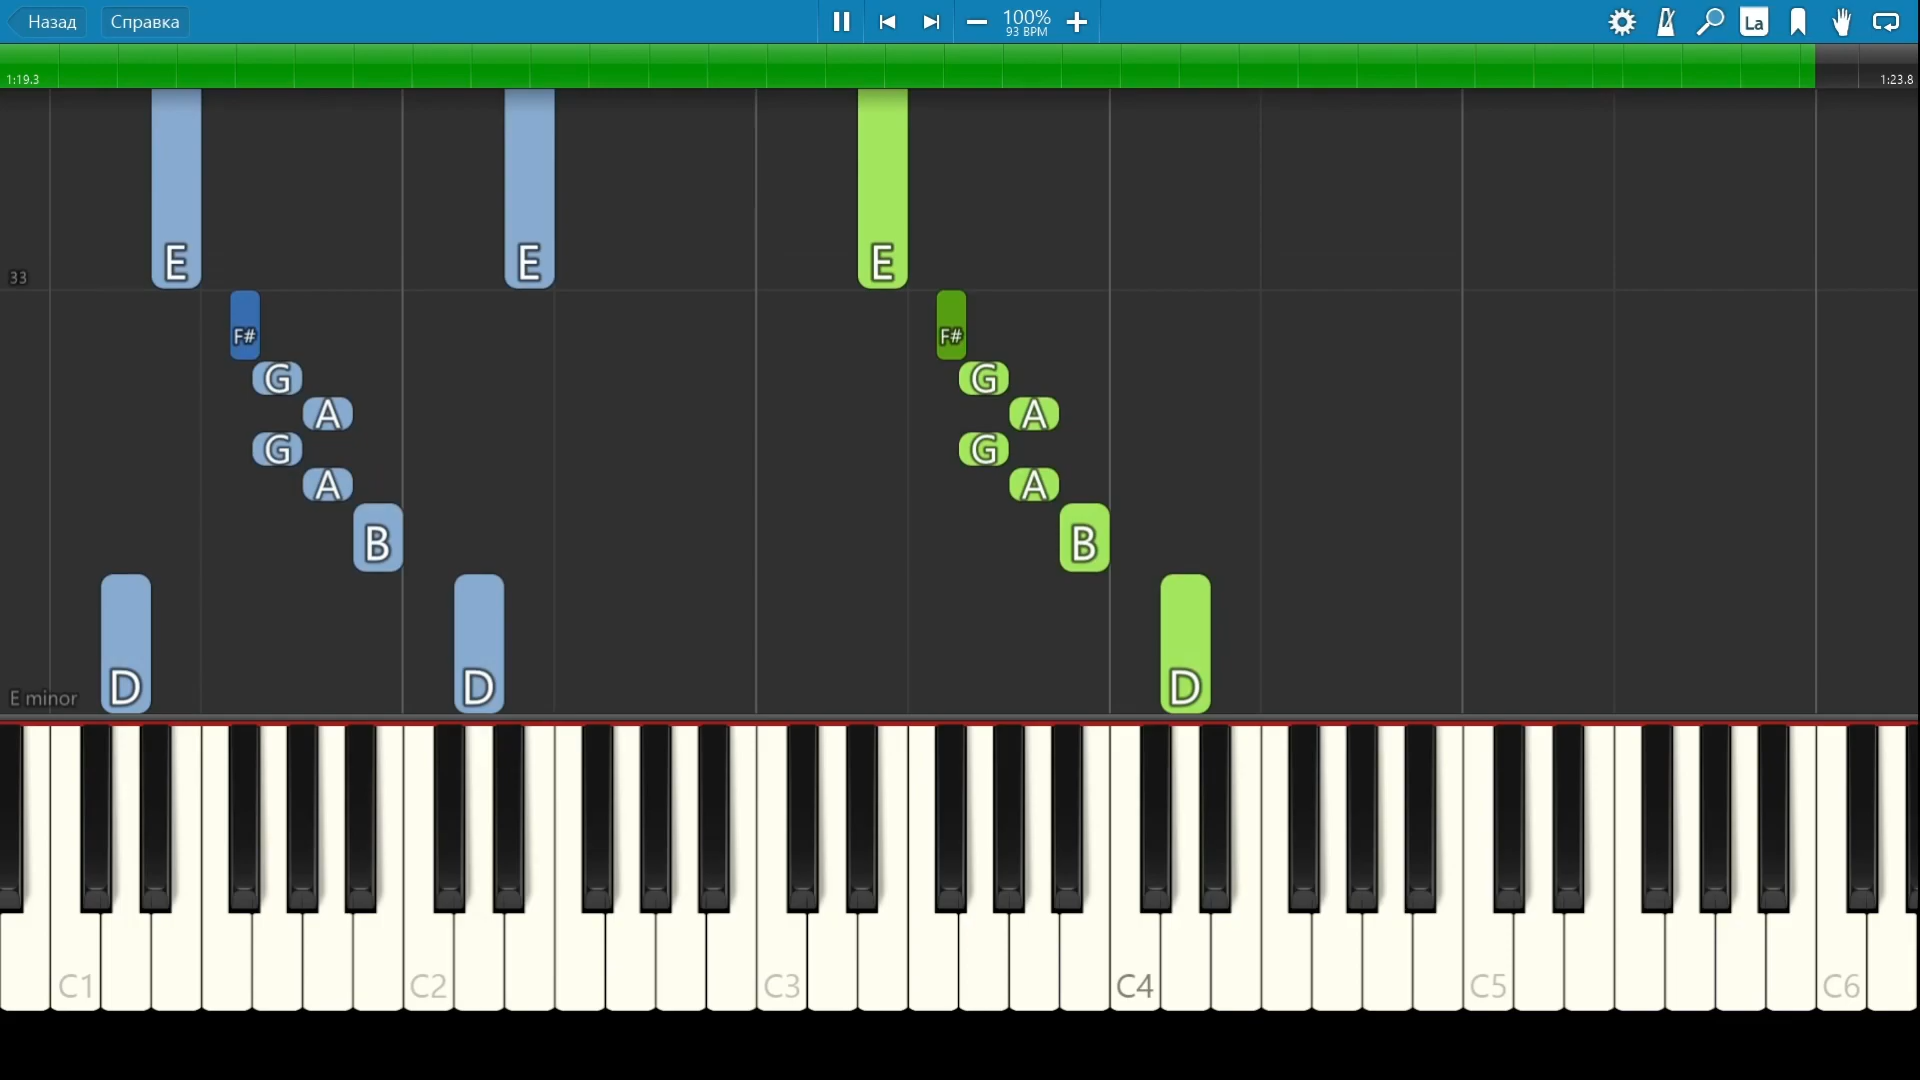 Назад Справка 100% La
93 BPM
1:19.3 1:23.8
E E E
33
F# F#
G G
A A
G G
A A
B B
D D D
E minor
C1 C2 C3 C4 C5 C6